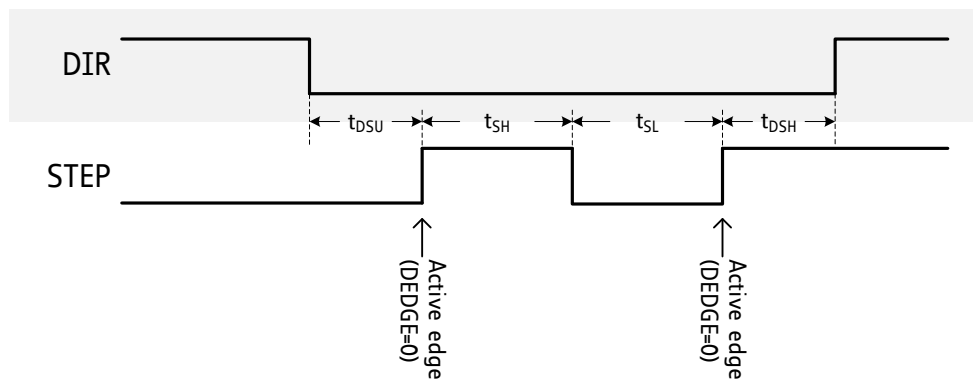 DIR
tDSU
tSH
tSL
tDSH
STEP
Active edge
(DEDGE=0)
Active edge
(DEDGE=0)